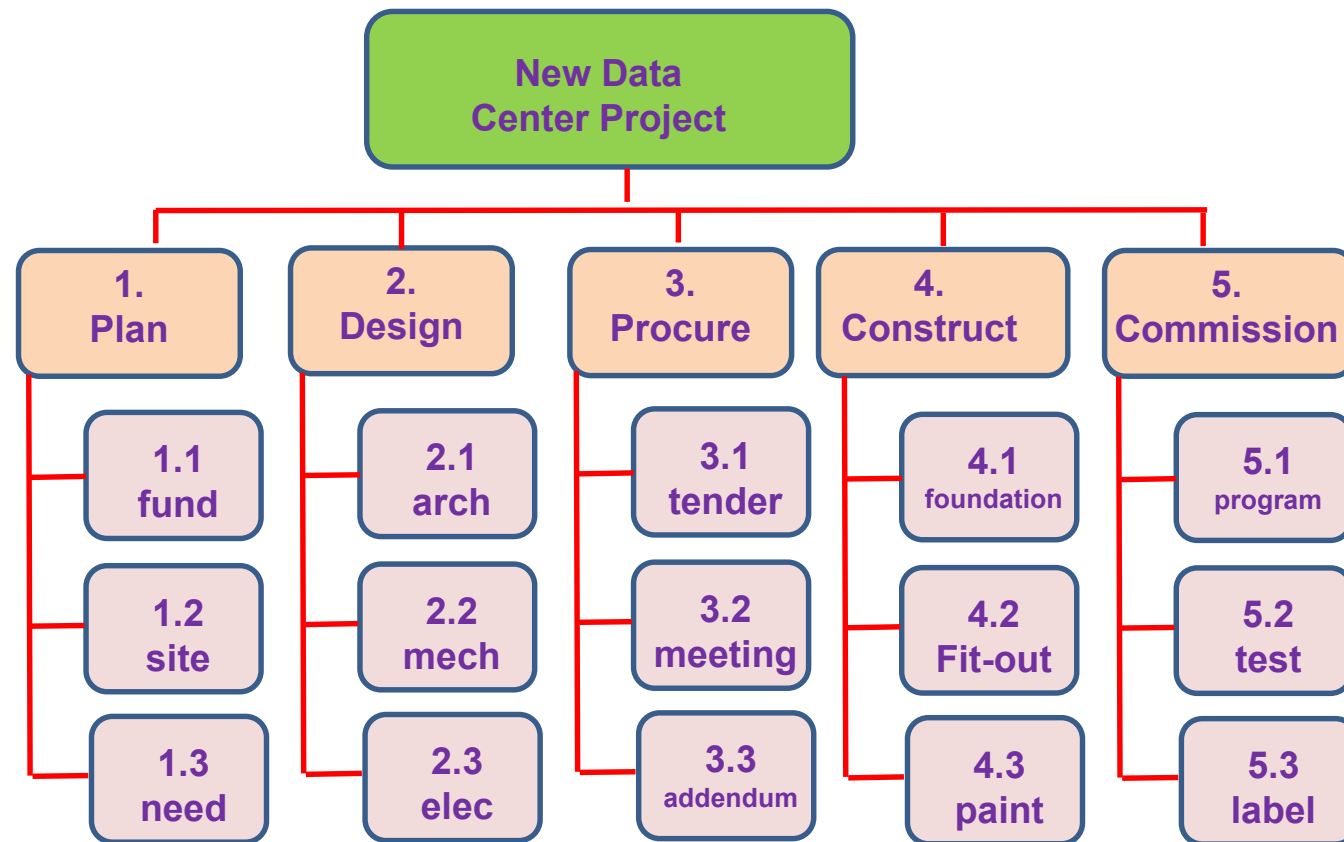 New Data
Center Project
1.
Plan
2.
Design
3.
Procure
4.
Construct
5.
Commission
1.1
fund
2.1
arch
3.1
tender
4.1
foundation
5.1
program
1.2
site
2.2
mech
3.2
meeting
4.2
Fit-out
5.2
test
1.3
need
2.3
elec
3.3
addendum
4.3
paint
5.3
label